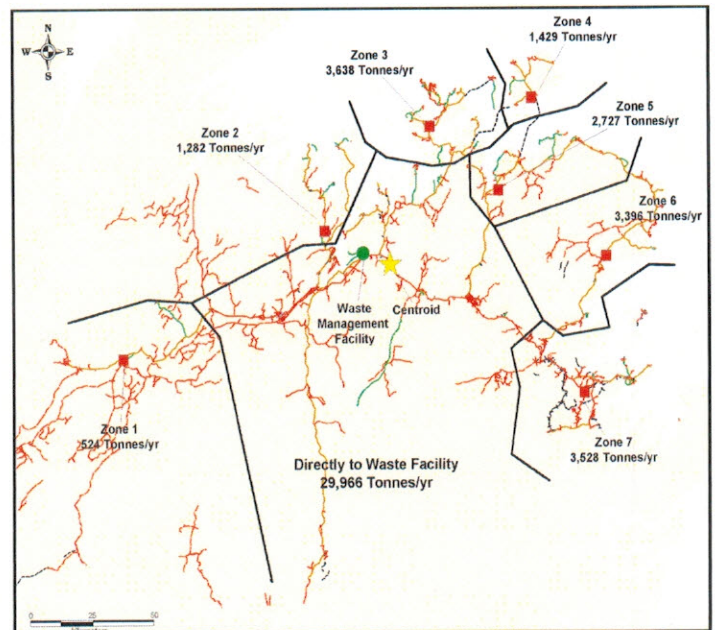 N
W E
S
Zone 4
1,429 Tonnes/yr
Zone 3
3,638 Tonnes/yr
Zone 5
2,727 Tonnes/yr
Zone 2
1,282 Tonnes/yr
Zone 6
3,396 Tonnes/yr
Waste
Management
Facility
Centroid
Zone 1
524 Tonnes/yr
Zone 7
3,528 Tonnes/yr
Directly to Waste Facility
29,966 Tonnes/yr
0 25 50